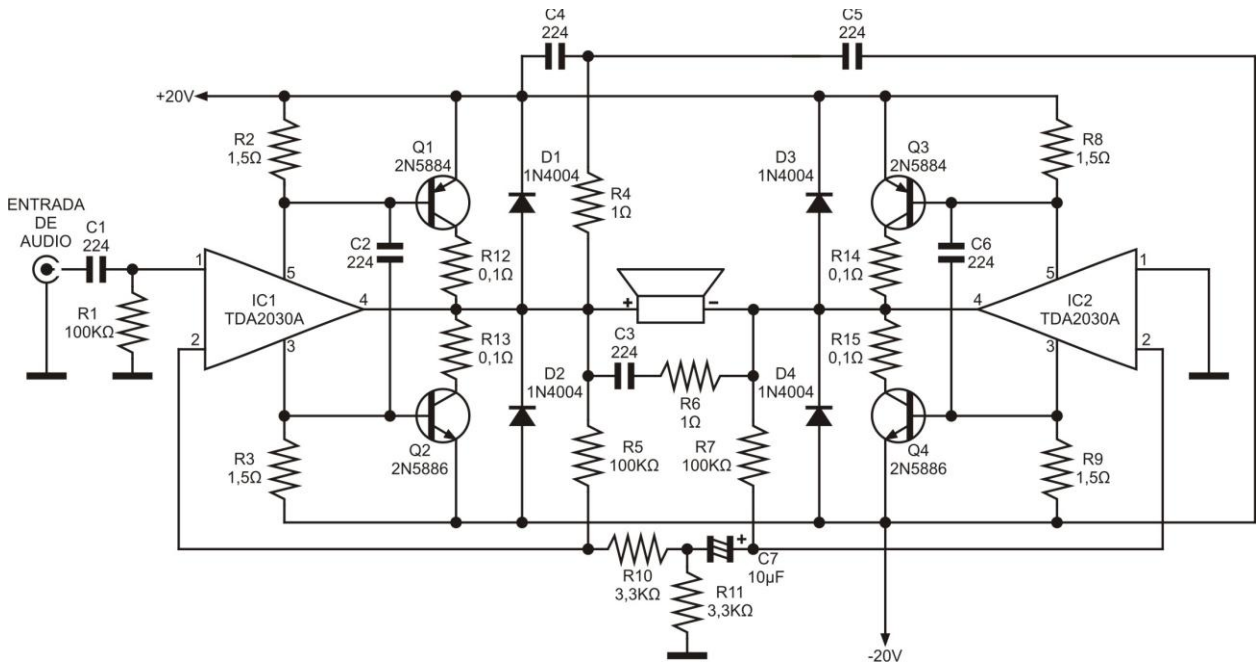 C4
224
C5
224
+20V
R2
1,5Ω
Q1
2N5884
D1
1N4004
R4
1Ω
D3
1N4004
Q3
2N5884
R8
1,5Ω
ENTRADA
DE
AUDIO
C1
224
R1
100KΩ
1
2
5
3
4
IC1
TDA2030A
C2
224
R12
0,1Ω
R13
0,1Ω
+
-
R14
0,1Ω
R15
0,1Ω
C6
224
4
5
3
1
2
IC2
TDA2030A
C3
224
R6
1Ω
D2
1N4004
D4
1N4004
Q2
2N5886
R3
1,5Ω
R5
100KΩ
R7
100KΩ
Q4
2N5886
R9
1,5Ω
R10
3,3KΩ
R11
3,3KΩ
+
C7
10µF
-20V